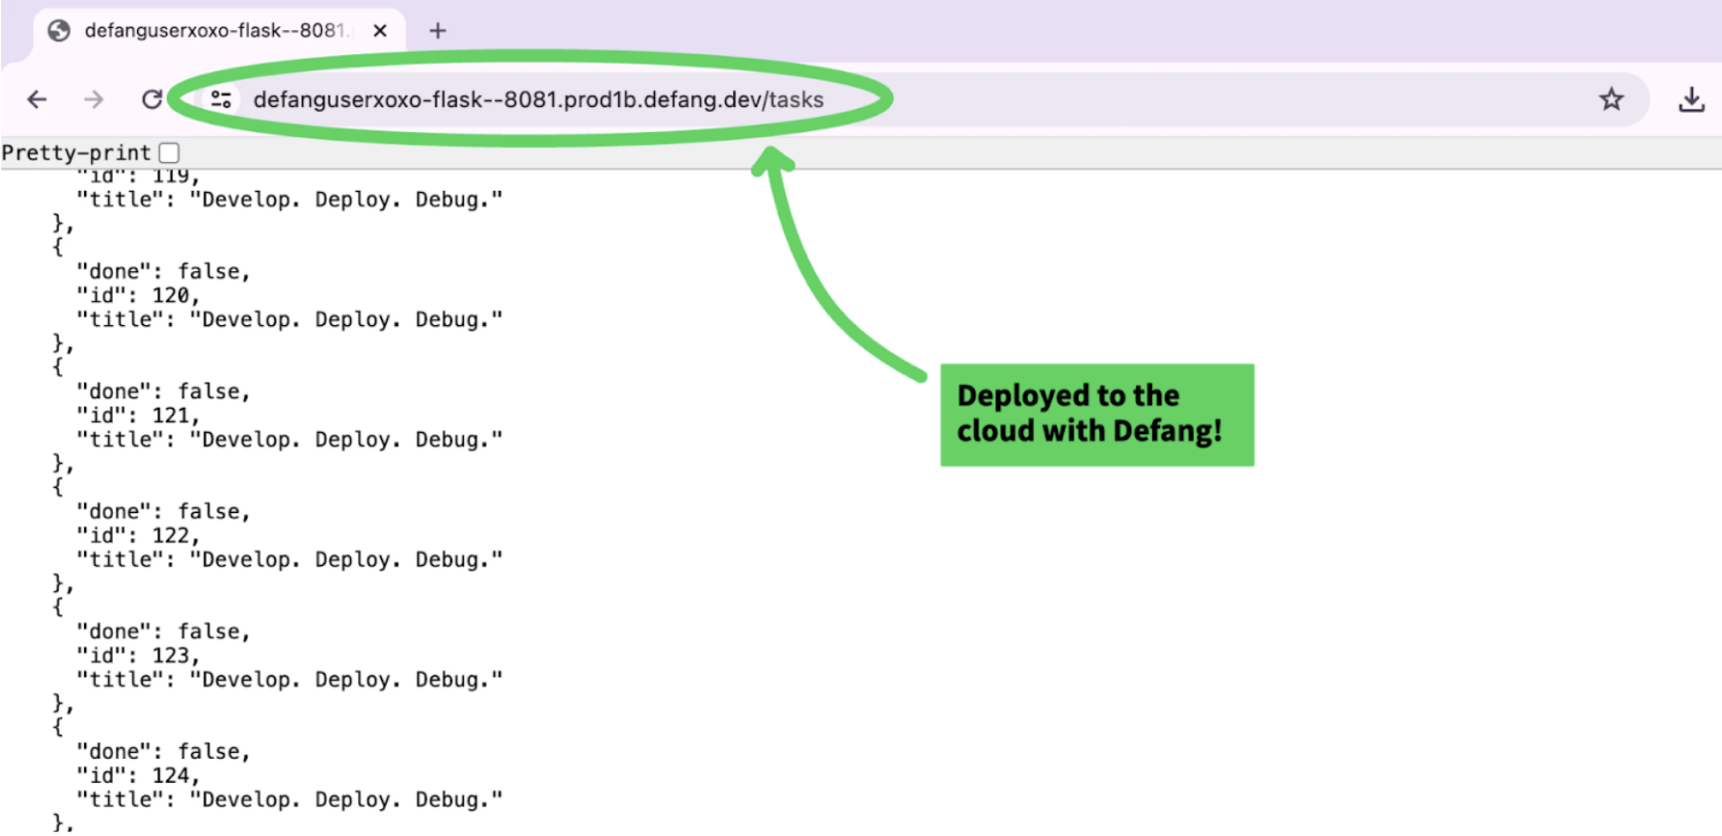 defanguserxoxo-flask--8081.
defanguserxoxo-flask--8081.prod1b.defang.dev/tasks
Pretty-print
"id": 119,
"title": "Develop. Deploy. Debug."
},
{
"done": false,
"id": 120,
"title": "Develop. Deploy. Debug."
},
{
"done": false,
"id": 121,
"title": "Develop. Deploy. Debug."
},
{
"done": false,
"id": 122,
"title": "Develop. Deploy. Debug."
},
{
"done": false,
"id": 123,
"title": "Develop. Deploy. Debug."
},
{
"done": false,
"id": 124,
"title": "Develop. Deploy. Debug."
},
Deployed to the
cloud with Defang!